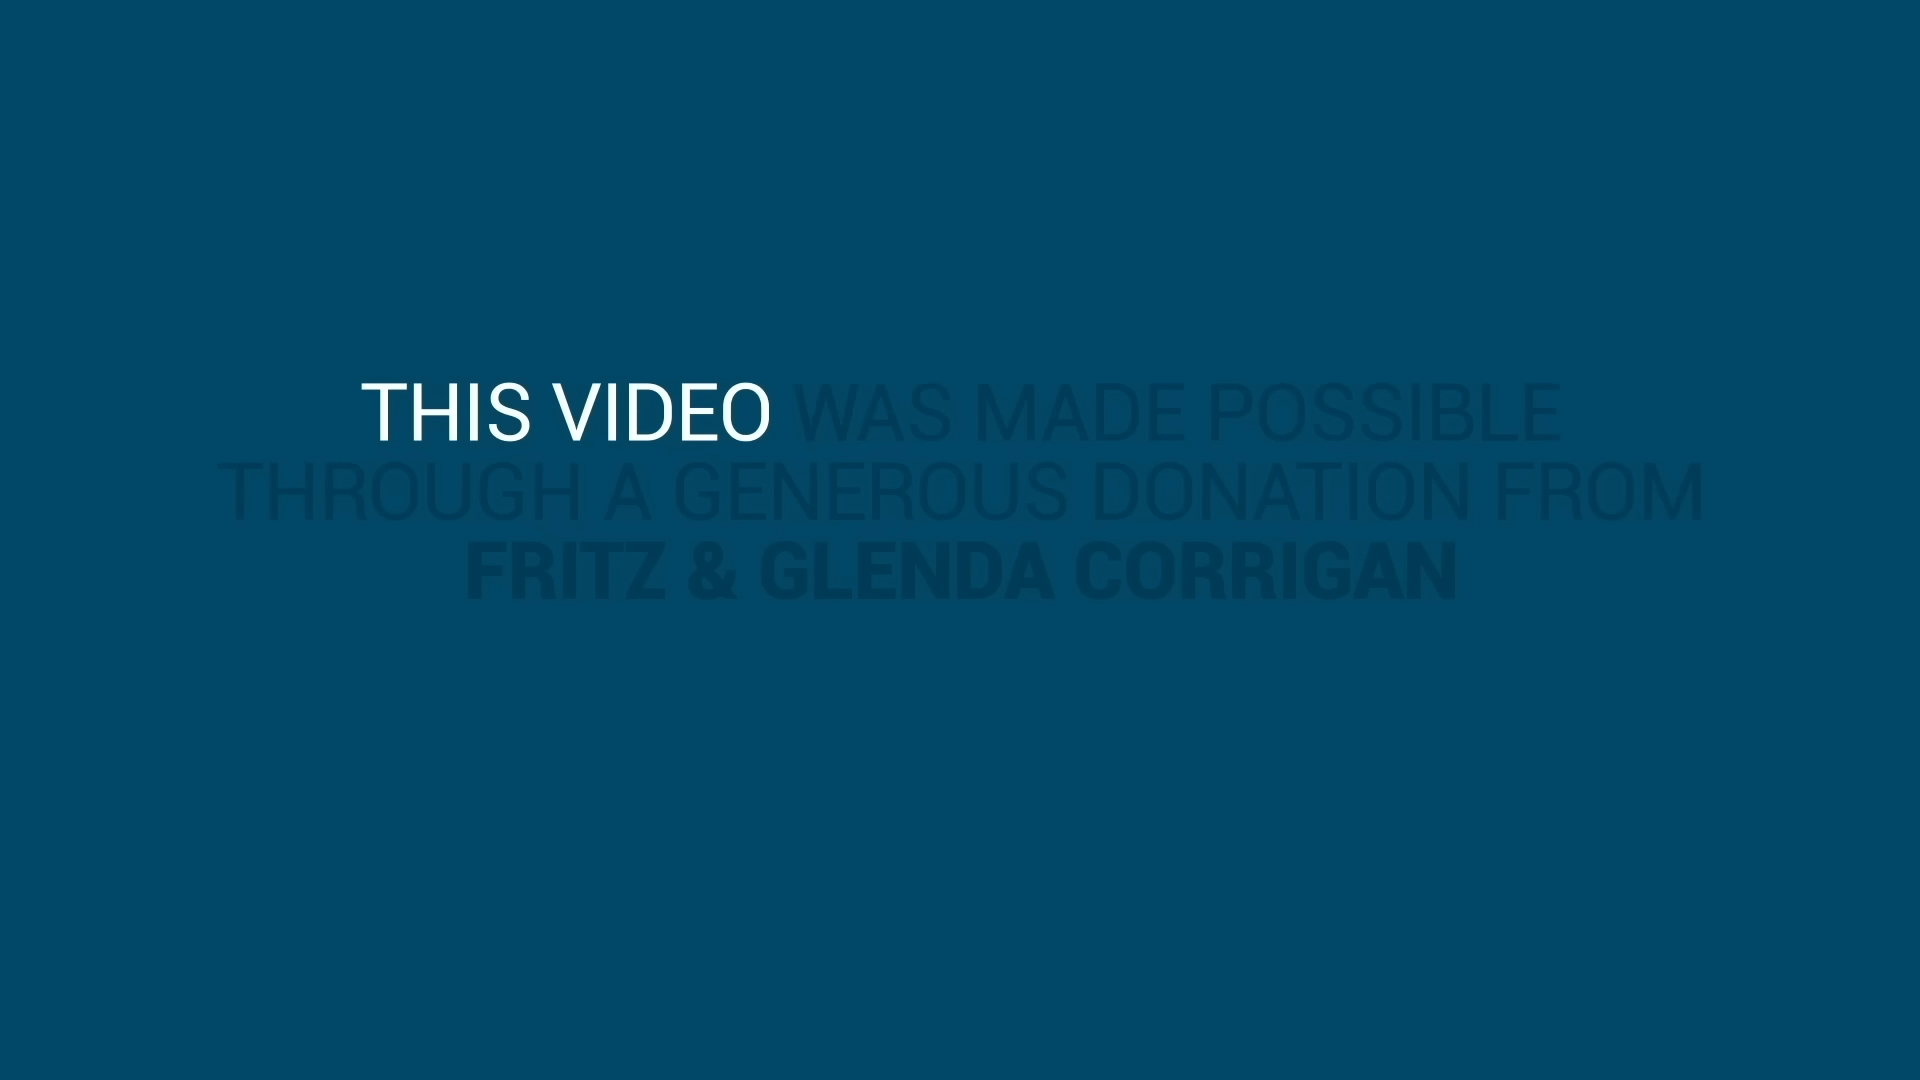 THIS VIDEO WAS MADE POSSIBLE
THROUGH A GENEROUS DONATION FROM
FRITZ & GLENDA CORRIGAN